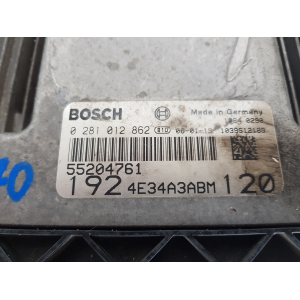 BOSCH
Made in Germany
0 281 012 862
55204761
192 4E34A3ABM 120